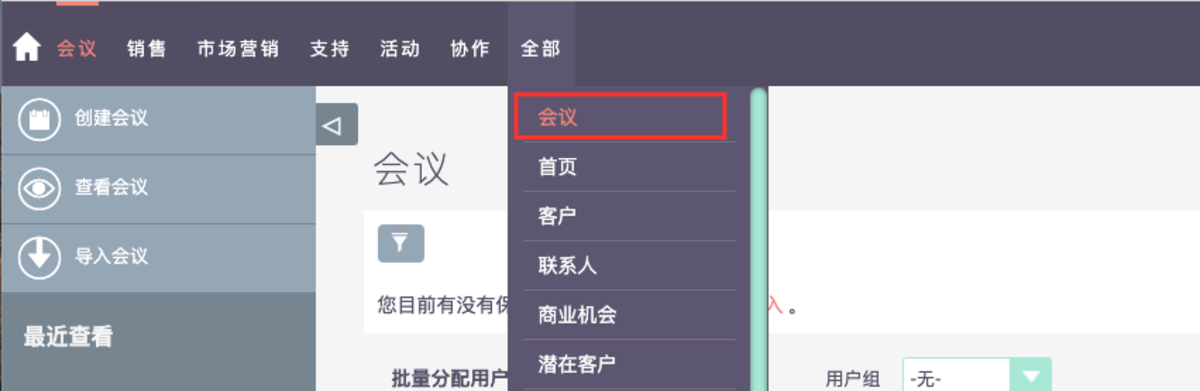 会议 销售 市场营销 支持 活动 协作 全部
创建会议
查看会议
导入会议
最近查看
会议
您目前有没有保
入 。
批量分配用户
用户组 -无-
会议
首页
客户
联系人
商业机会
潜在客户